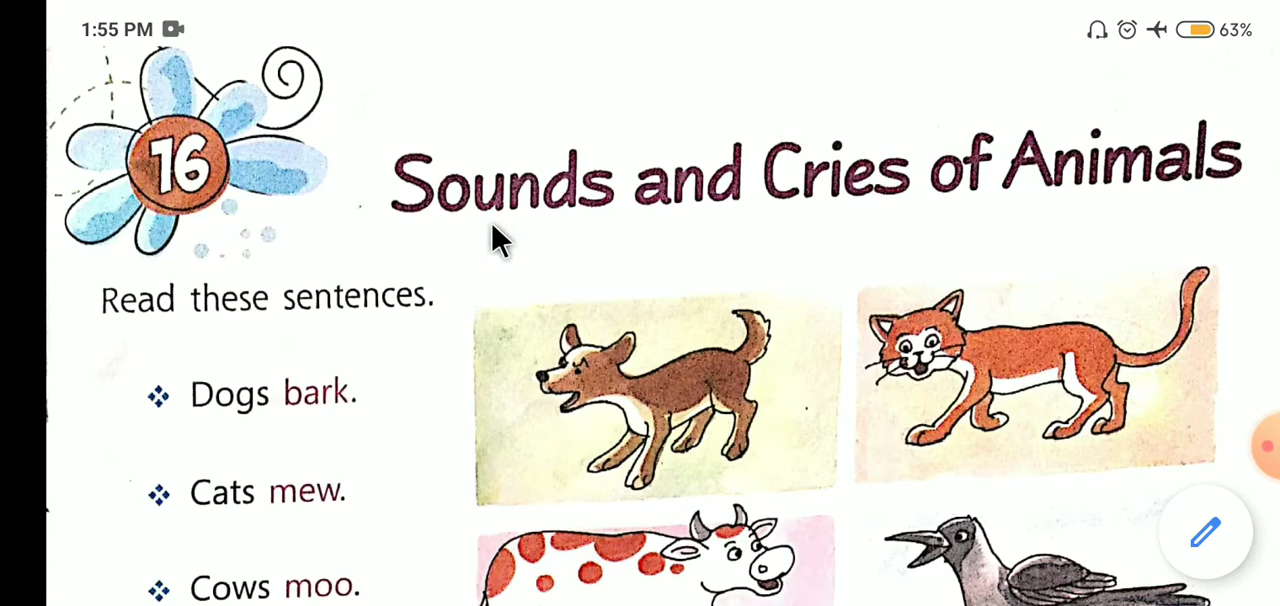 1:55 PM
63%
16
Sounds and Cries of Animals
Read these sentences.
Dogs bark.
Cats mew.
Cows moo.